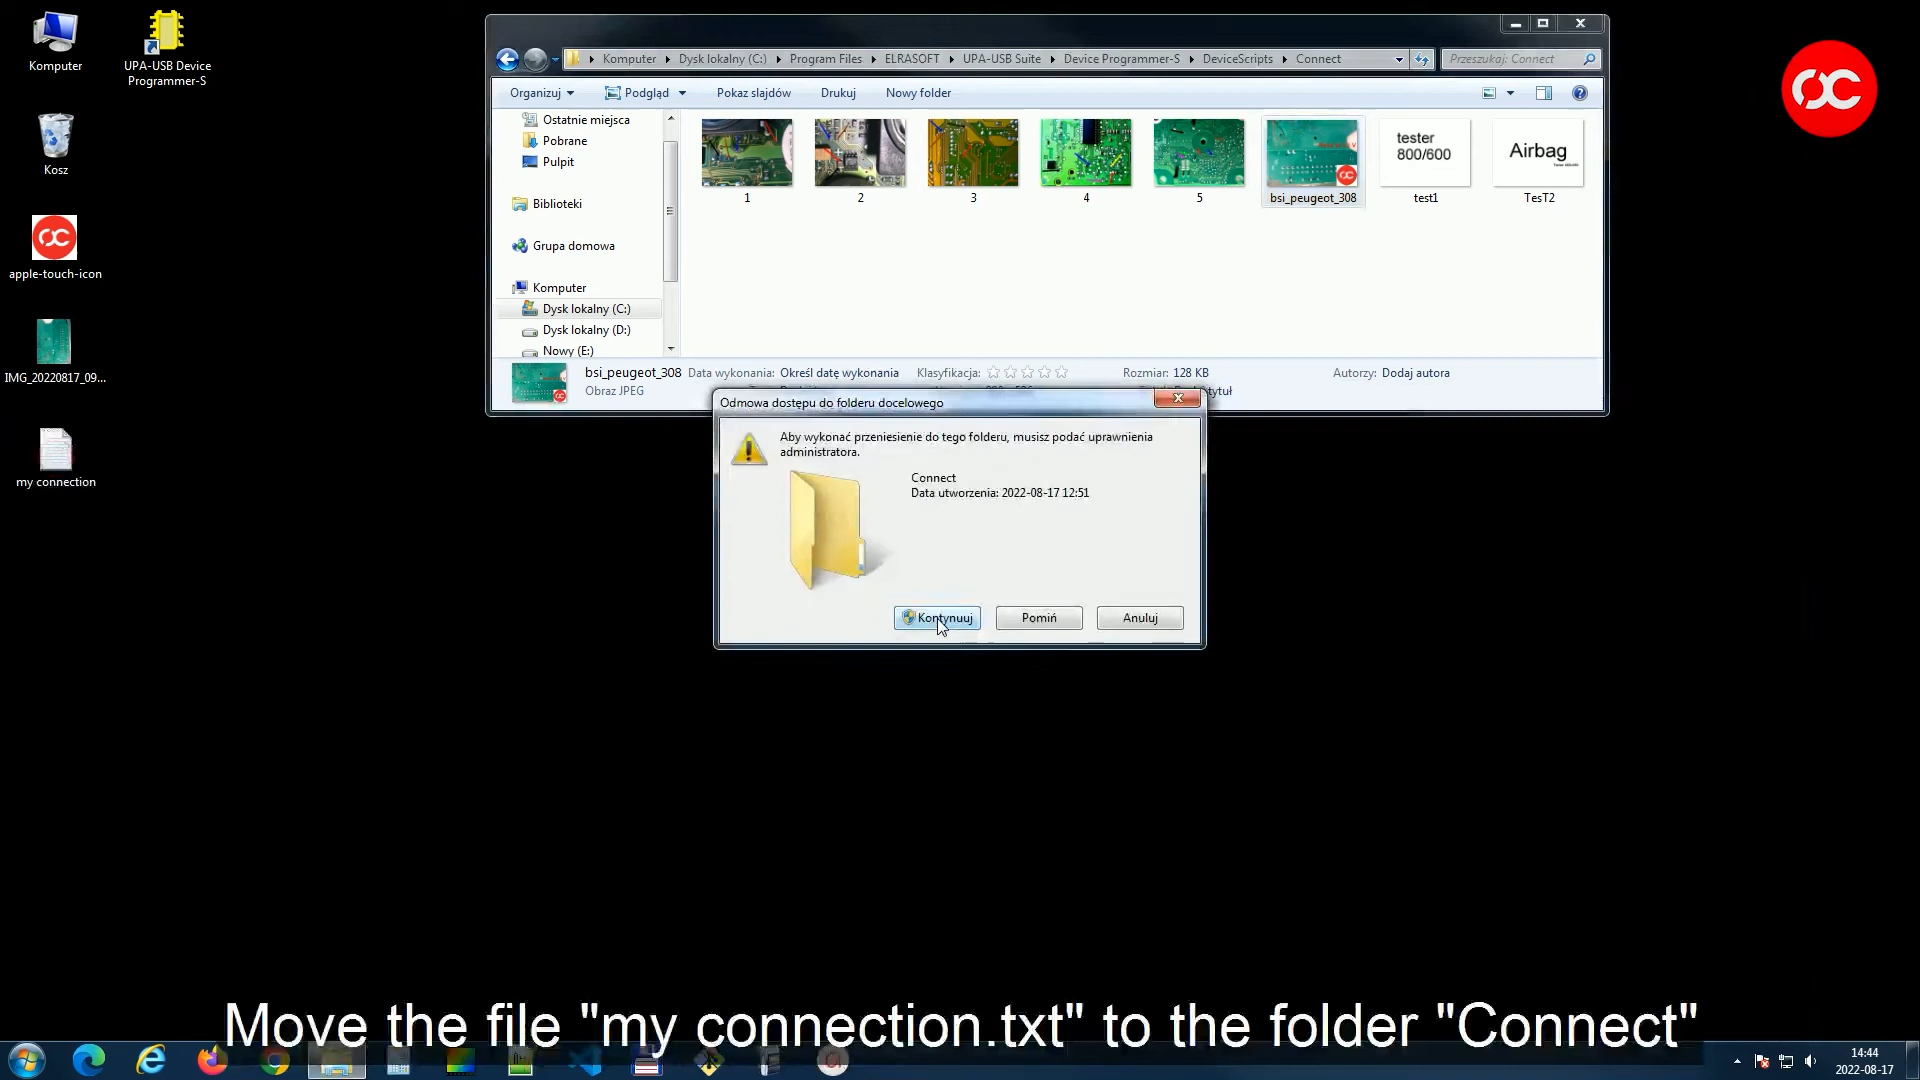 Komputer
UPA-USB Device
Programmer-S
Kosz
apple-touch-icon
IMG_20220817_09...
my connection
Komputer
Dysk lokalny (C:)
Program Files
ELRASOFT
UPA-USB Suite
Device Programmer-S
DeviceScripts
Connect
Przeszukaj: Connect
Organizuj
Podgląd
Pokaz slajdów
Drukuj
Nowy folder
Ostatnie miejsca
Pobrane
Pulpit
Biblioteki
Grupa domowa
Komputer
Dysk lokalny (C:)
Dysk lokalny (D:)
Nowy (E:)
tester
800/600
Airbag
1
2
3
4
5
bsi_peugeot_308
test1
TesT2
bsi_peugeot_308
Data wykonania: Określ datę wykonania
Klasyfikacja:
Rozmiar: 128 KB
Autorzy: Dodaj autora
Obraz JPEG
Odmowa dostępu do folderu docelowego
Aby wykonać przeniesienie do tego folderu, musisz podać uprawnienia
administratora.
Connect
Data utworzenia: 2022-08-17 12:51
Kontynuuj
Pomiń
Anuluj
Move the file "my connection.txt" to the folder "Connect"
14:44
2022-08-17